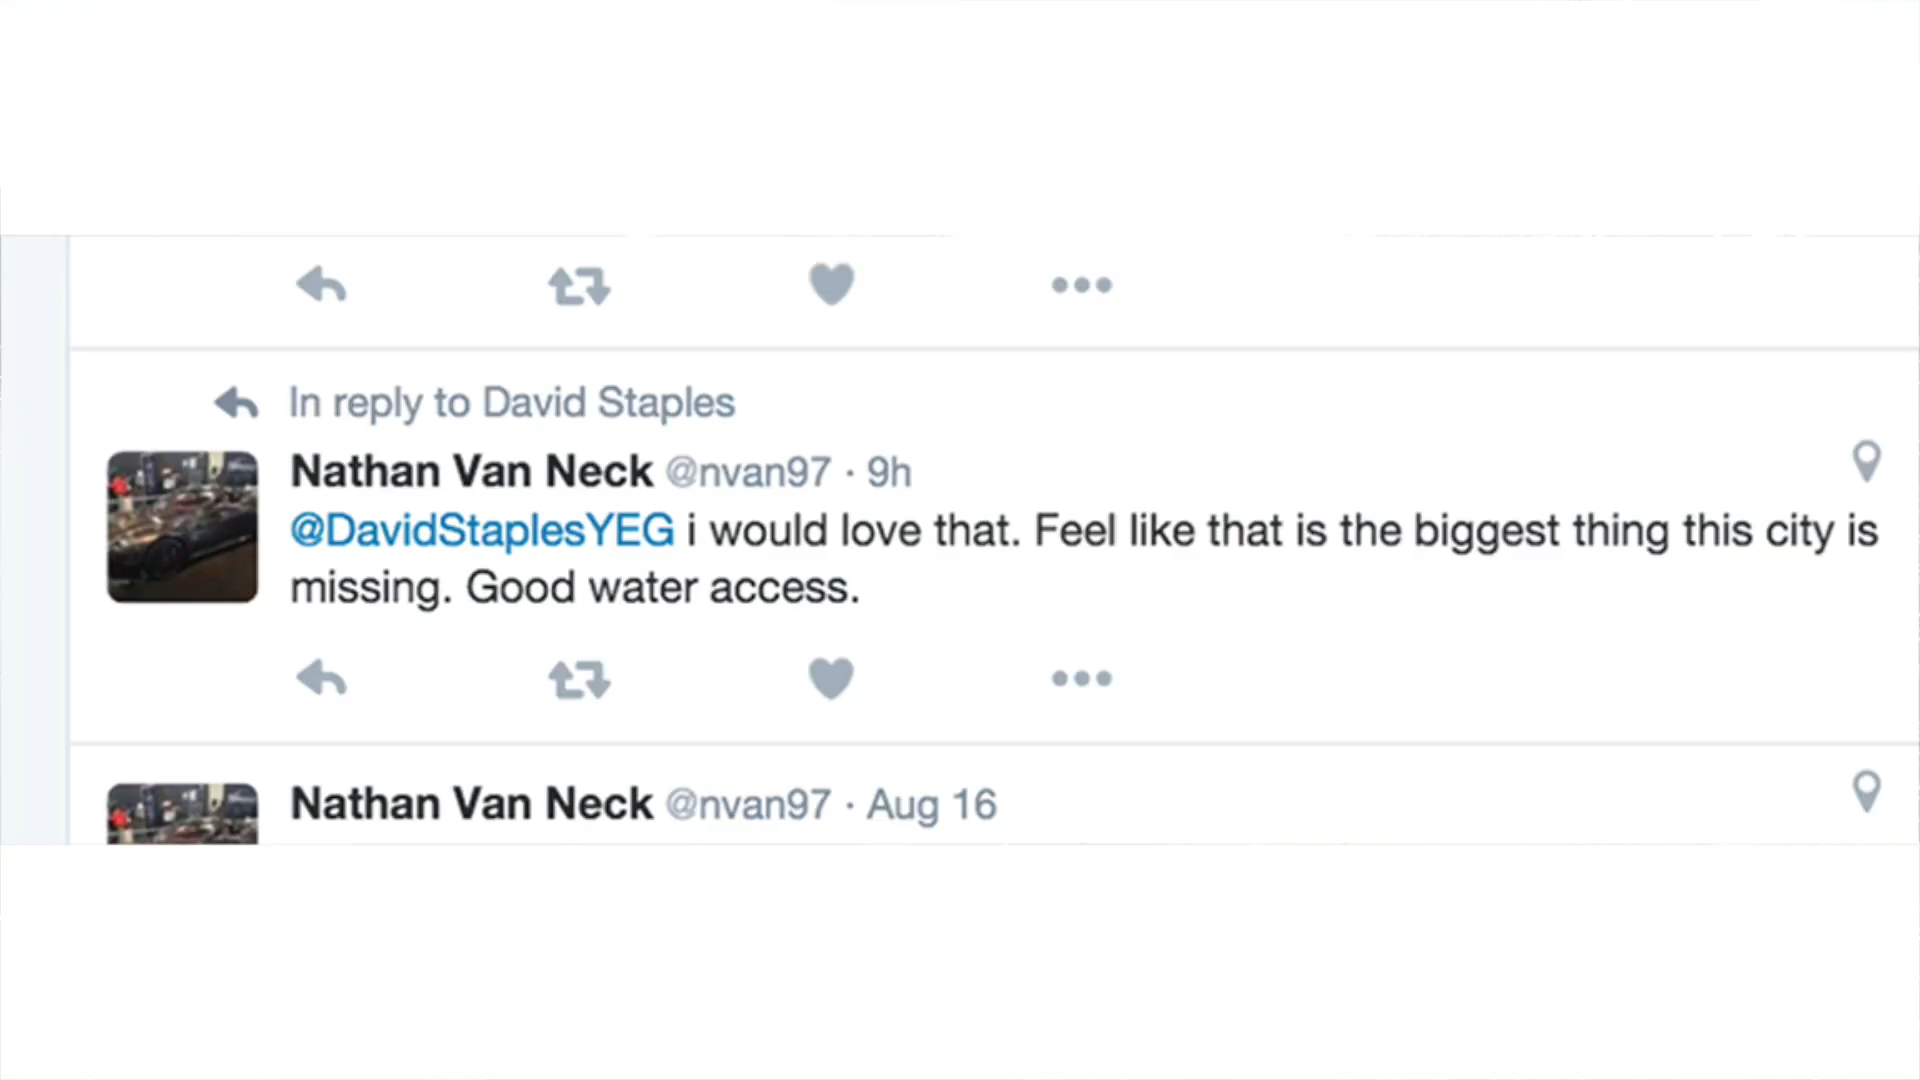 In reply to David Staples
Nathan Van Neck @nvan97 · 9h
@DavidStaplesYEG i would love that. Feel like that is the biggest thing this city is
missing. Good water access.
Nathan Van Neck @nvan97 · Aug 16